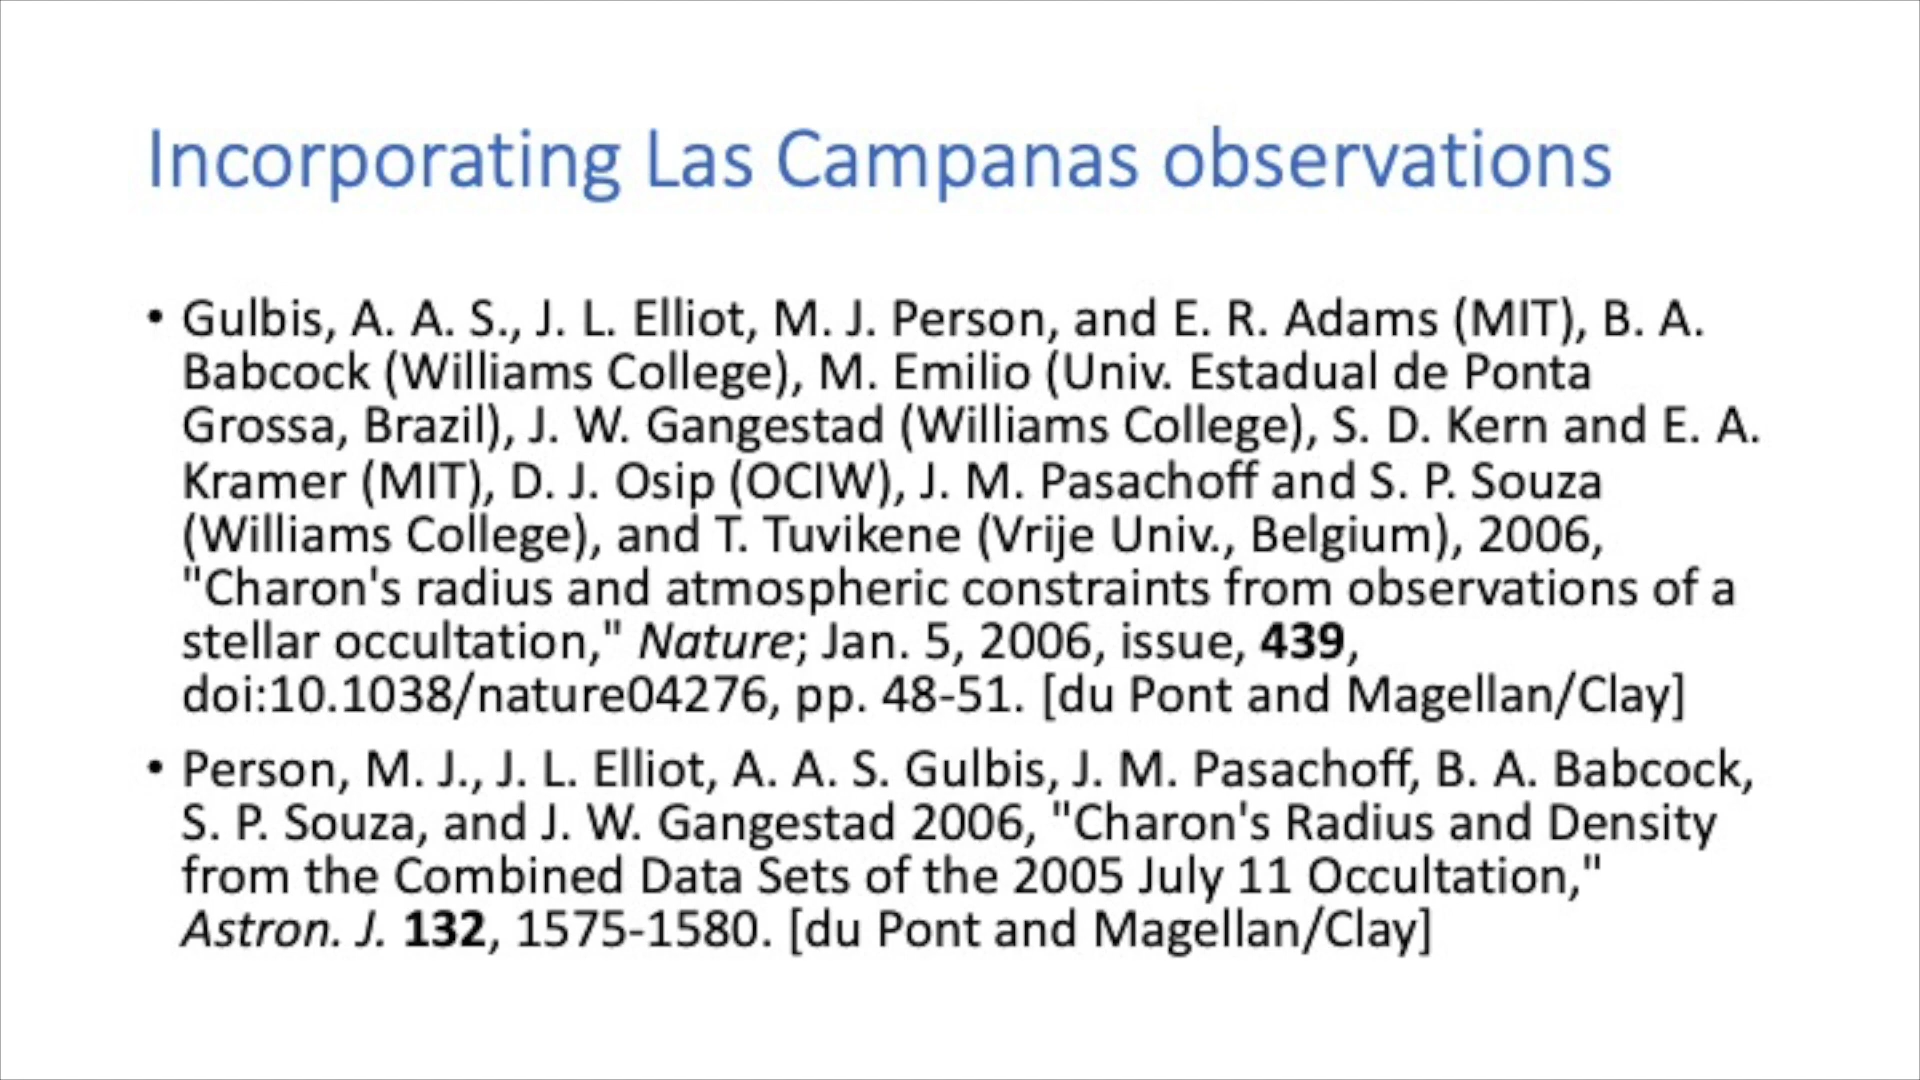 Incorporating Las Campanas observations
• Gulbis, A. A. S., J. L. Elliot, M. J. Person, and E. R. Adams (MIT), B. A.
Babcock (Williams College), M. Emilio (Univ. Estadual de Ponta
Grossa, Brazil), J. W. Gangestad (Williams College), S. D. Kern and E. A.
Kramer (MIT), D. J. Osip (OCIW), J. M. Pasachoff and S. P. Souza
(Williams College), and T. Tuvikene (Vrije Univ., Belgium), 2006,
"Charon's radius and atmospheric constraints from observations of a
stellar occultation," Nature; Jan. 5, 2006, issue, 439,
doi:10.1038/nature04276, pp. 48-51. [du Pont and Magellan/Clay]
• Person, M. J., J. L. Elliot, A. A. S. Gulbis, J. M. Pasachoff, B. A. Babcock,
S. P. Souza, and J. W. Gangestad 2006, "Charon's Radius and Density
from the Combined Data Sets of the 2005 July 11 Occultation,"
Astron. J. 132, 1575-1580. [du Pont and Magellan/Clay]